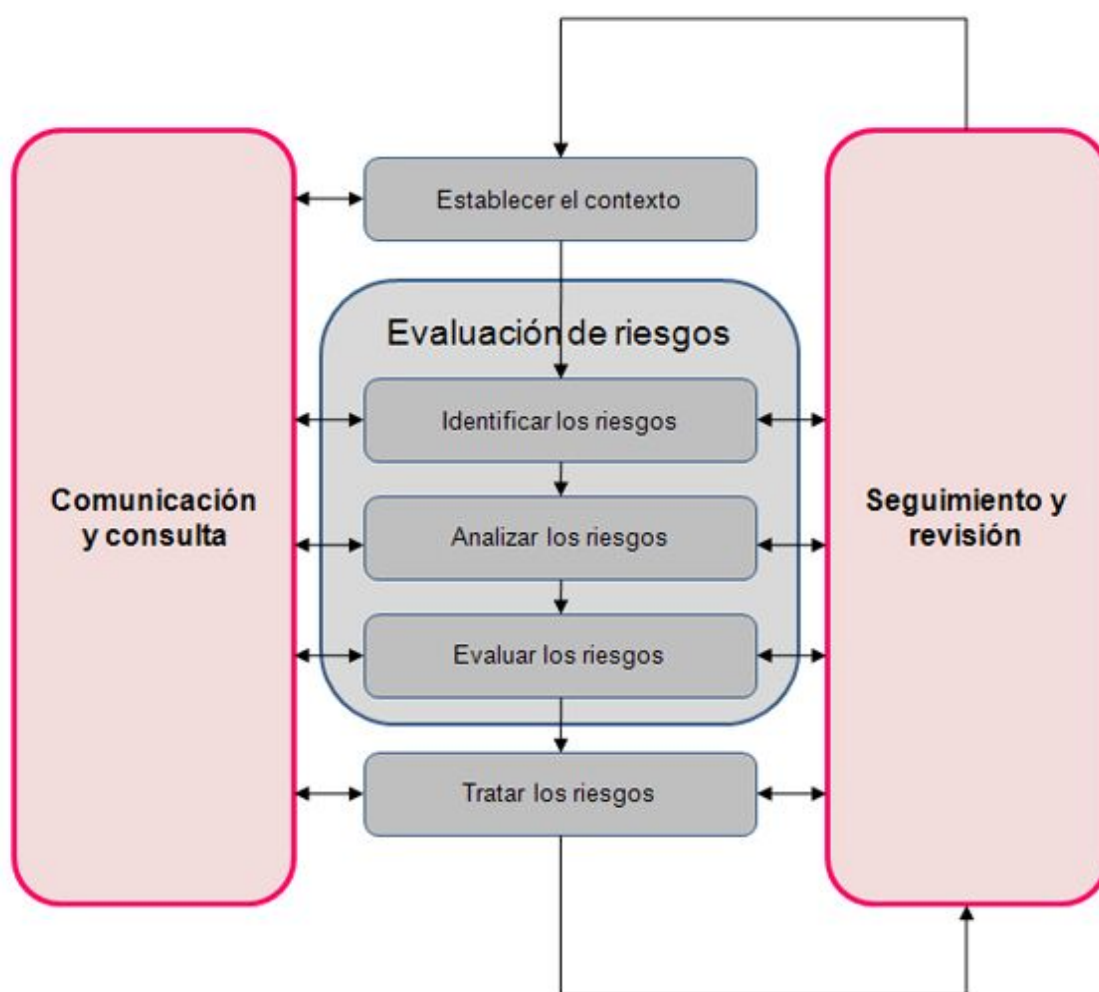 Establecer el contexto
Evaluación de riesgos
Identificar los riesgos
Comunicación
y consulta
Analizar los riesgos
Seguimiento y
revisión
Evaluar los riesgos
Tratar los riesgos